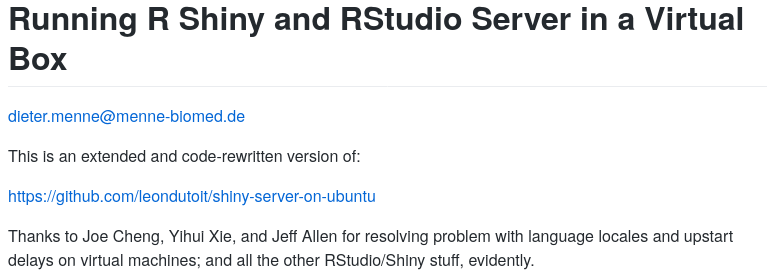 Running R Shiny and RStudio Server in a Virtual
Box
dieter.menne@menne-biomed.de
This is an extended and code-rewritten version of:
https://github.com/leondutoit/shiny-server-on-ubuntu
Thanks to Joe Cheng, Yihui Xie, and Jeff Allen for resolving problem with language locales and upstart
delays on virtual machines; and all the other RStudio/Shiny stuff, evidently.